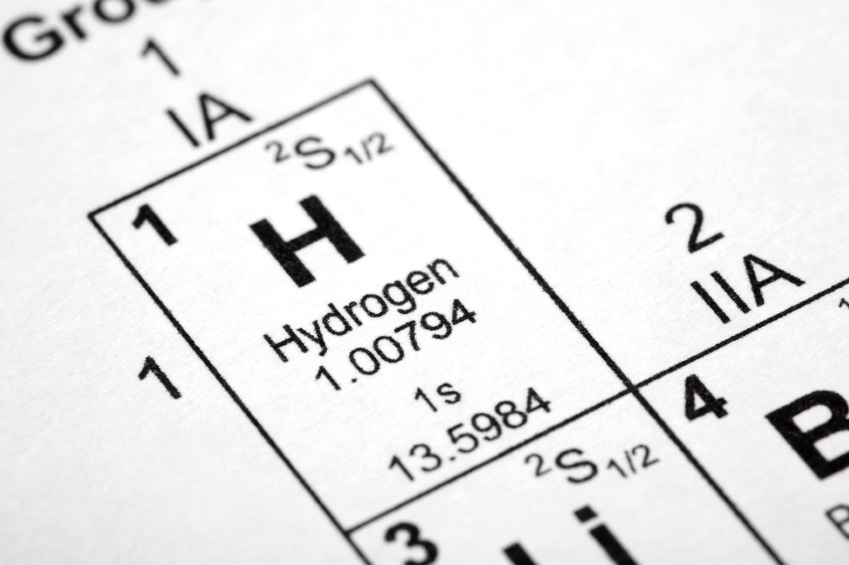 Grou
1
IA
²S1/2
1
H
Hydrogen
1.00794
1s
13.5984
1
2
IIA
²S1/2
3
Li
4
B